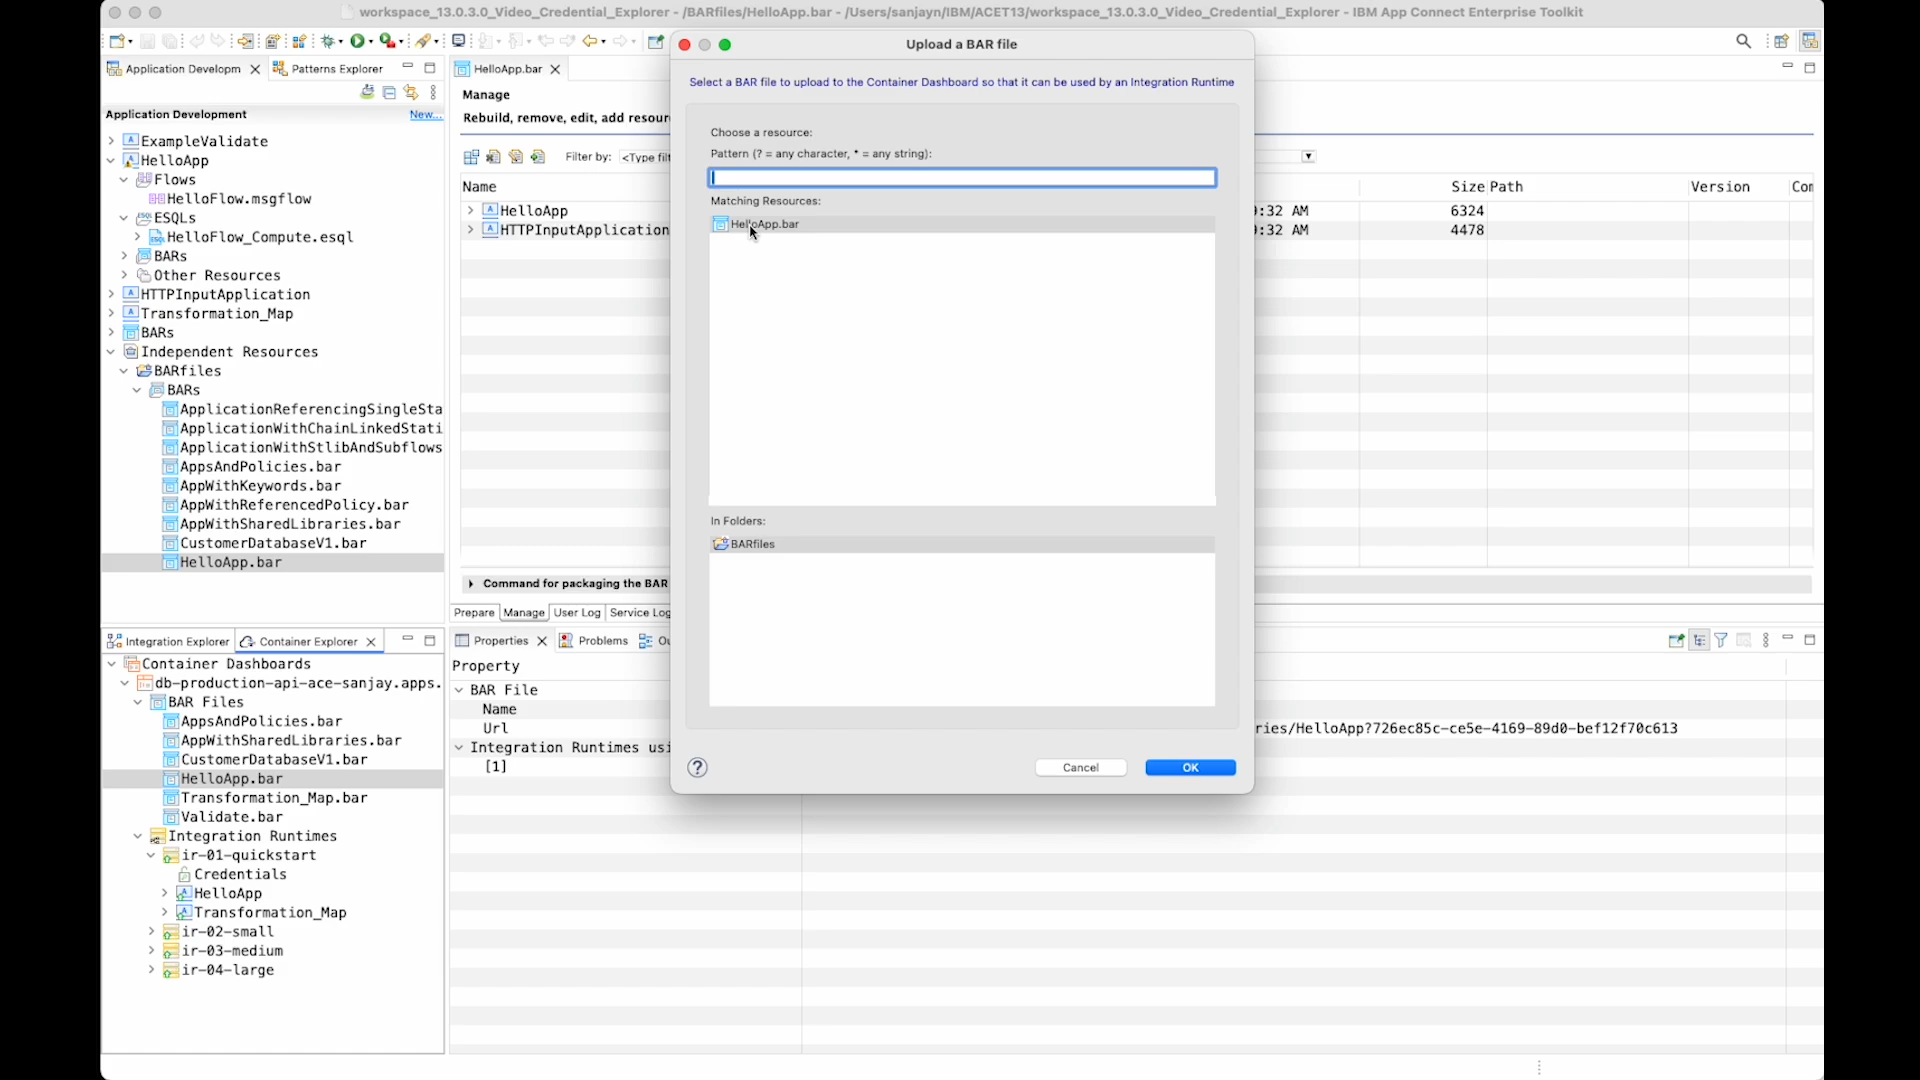 workspace_13.0.3.0_Video_Credential_Explorer - /BARfiles/HelloApp.bar - /Users/sanjayn/IBM/ACET13/workspace_13.0.3.0_Video_Credential_Explorer - IBM App Connect Enterprise Toolkit
Application Developm
Patterns Explorer
Application Development
New...
ExampleValidate
HelloApp
Flows
HelloFlow.msgflow
ESQLs
HelloFlow_Compute.esql
BARs
Other Resources
HTTPInputApplication
Transformation_Map
BARs
Independent Resources
BARfiles
BARs
ApplicationReferencingSingleSta
ApplicationWithChainLinkedStati
ApplicationWithStlibAndSubflows
AppsAndPolicies.bar
AppWithKeywords.bar
AppWithReferencedPolicy.bar
AppWithSharedLibraries.bar
CustomerDatabaseV1.bar
HelloApp.bar
HelloApp.bar
Manage
Rebuild, remove, edit, add resour
Filter by:
<Type filt
Name
Size
Path
Version
Con
HelloApp
:32 AM
6324
HTTPInputApplication
:32 AM
4478
Command for packaging the BAR
Prepare
Manage
User Log
Service Log
Upload a BAR file
Select a BAR file to upload to the Container Dashboard so that it can be used by an Integration Runtime
Choose a resource:
Pattern (? = any character, * = any string):
Matching Resources:
HelloApp.bar
In Folders:
BARfiles
?
Cancel
OK
Integration Explorer
Container Explorer
Container Dashboards
db-production-api-ace-sanjay.apps.
BAR Files
AppsAndPolicies.bar
AppWithSharedLibraries.bar
CustomerDatabaseV1.bar
HelloApp.bar
Transformation_Map.bar
Validate.bar
Integration Runtimes
ir-01-quickstart
Credentials
HelloApp
Transformation_Map
ir-02-small
ir-03-medium
ir-04-large
Properties
Problems
Ou
Property
BAR File
Name
Url
ries/HelloApp?726ec85c-ce5e-4169-89d0-bef12f70c613
Integration Runtimes usi
[1]